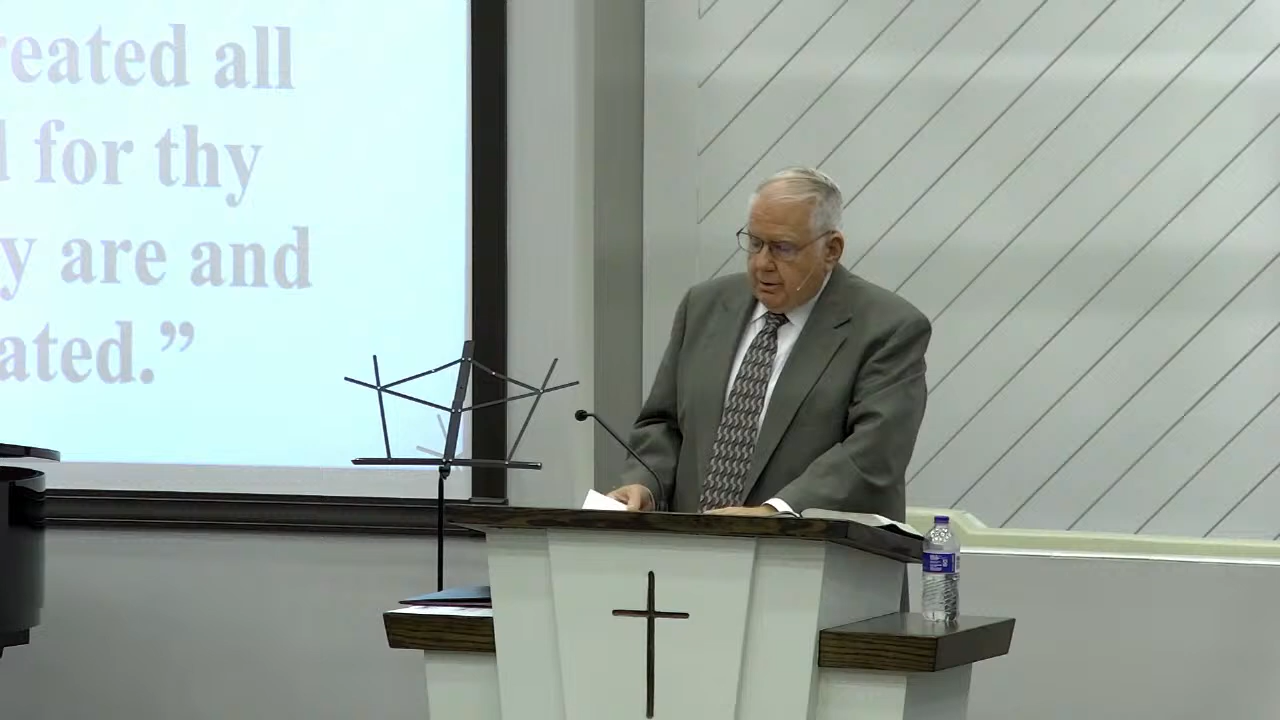 reated all
for thy
y are and
ated.”